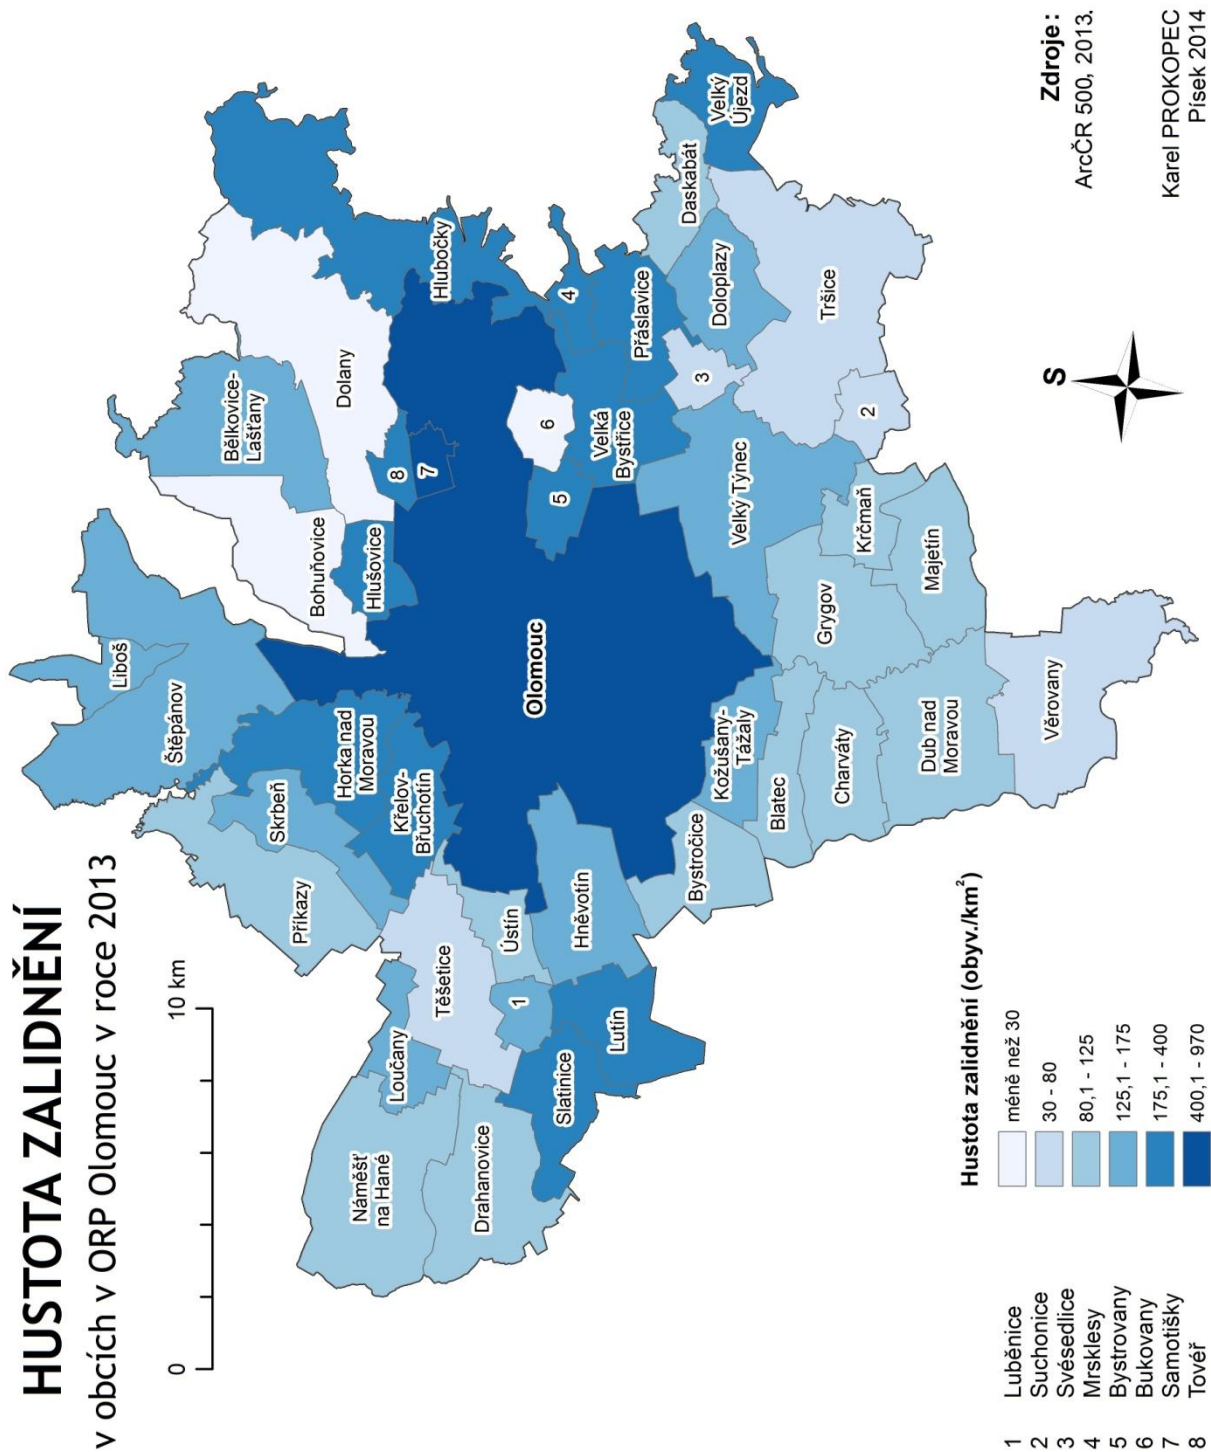 HUSTOTA ZALIDNĚNÍ
v obcích v ORP Olomouc v roce 2013
0
10 km
Liboš
Štěpánov
Bělkovice-
Lašťany
Bohuňovice
Dolany
Hlušovice
Hlubočky
Horka nad
Moravou
Skrbeň
Příkazy
Křelov-
Břuchotín
8
7
6
5
4
Olomouc
Náměšť
na Hané
Loučany
Těšetice
Ústín
1
Drahanovice
Slatinice
Lutín
Hněvotín
Velká
Bystřice
Přáslavice
Daskabát
Velký
Újezd
Doloplazy
3
Tršice
2
Velký Týnec
Bystročice
Kožušany-
Tážaly
Blatec
Charváty
Grygov
Krčmaň
Majetín
Dub nad
Moravou
Věrovany
1 Luběnice
2 Suchonice
3 Svésedlice
4 Mrsklesy
5 Bystrovany
6 Bukovany
7 Samotišky
8 Tovéř
Hustota zalidnění (obyv./km²)
méně než 30
30 - 80
80,1 - 125
125,1 - 175
175,1 - 400
400,1 - 970
S
Zdroje :
ArcČR 500, 2013.
Karel PROKOPEC
Písek 2014